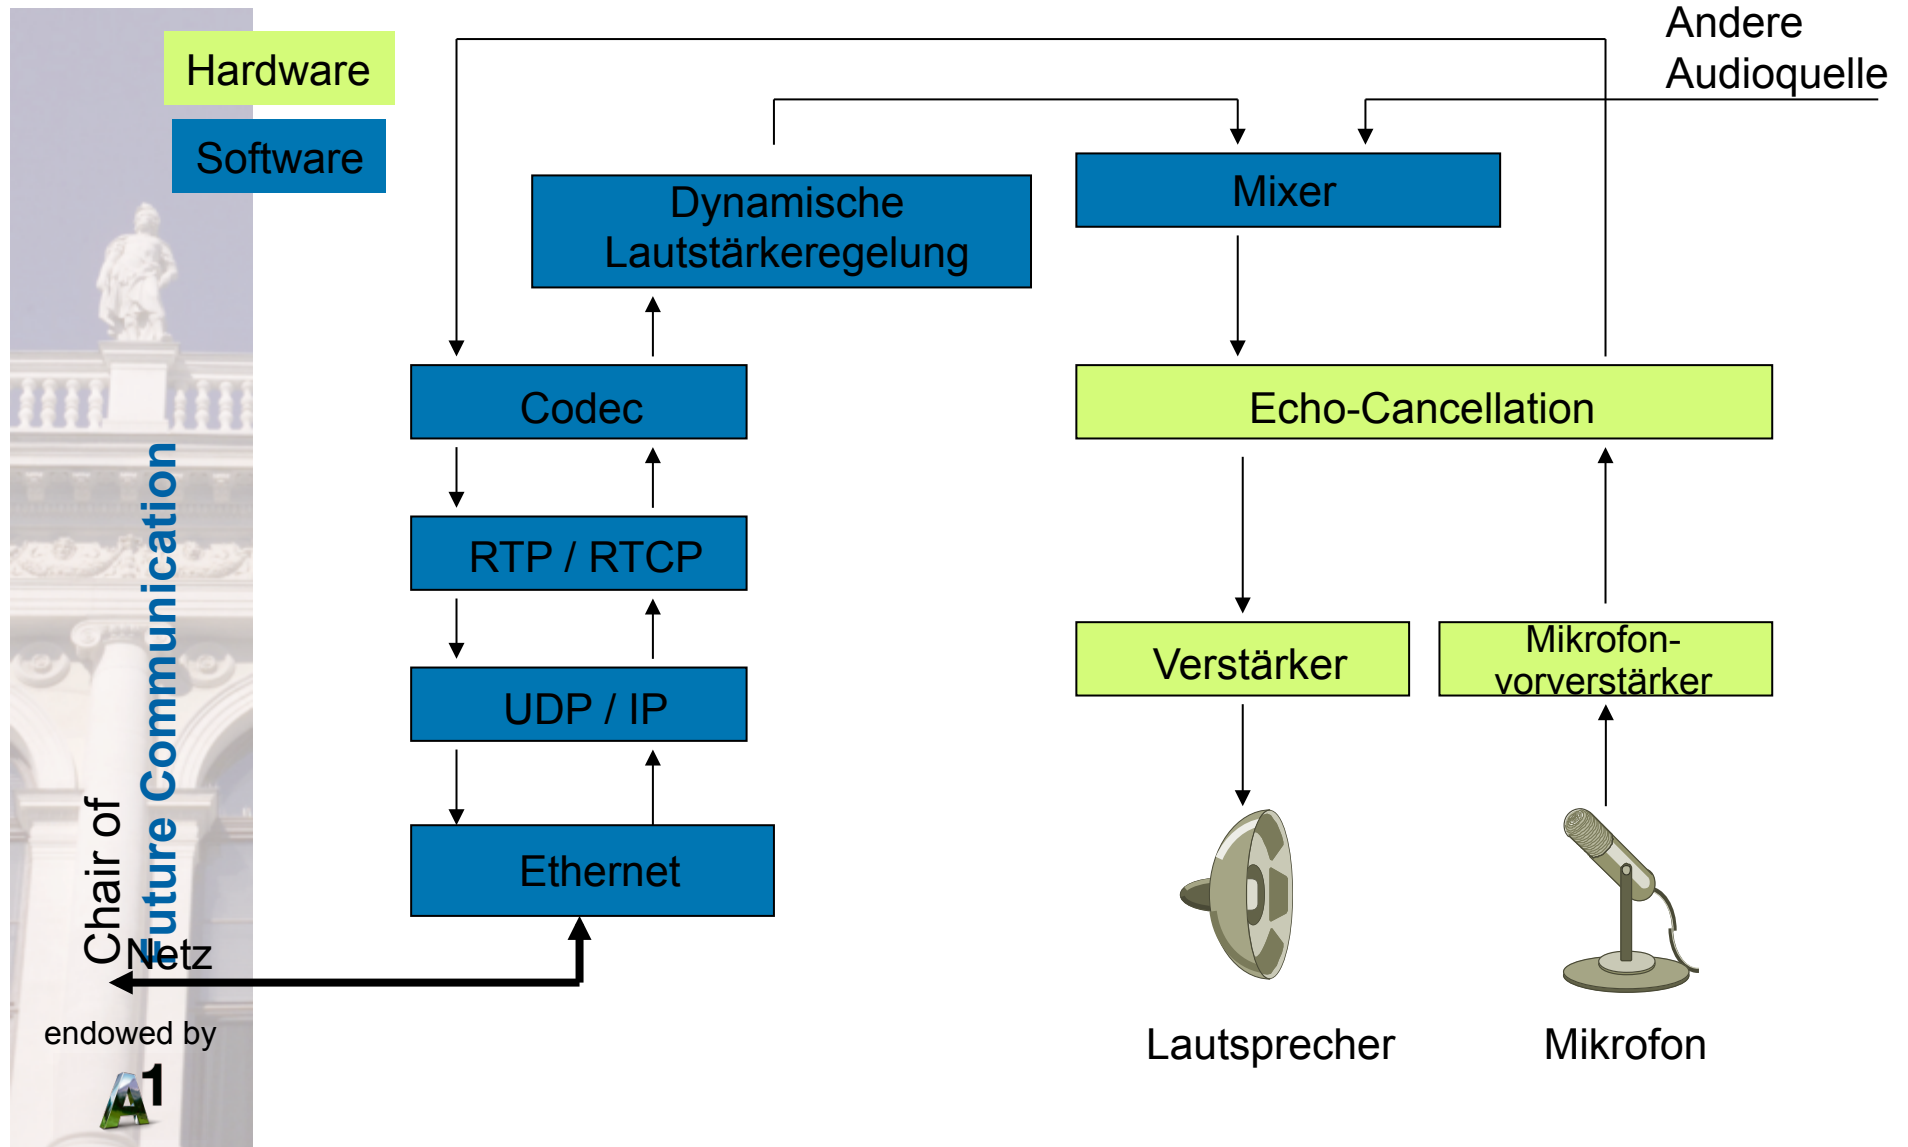 Hardware
Software
Andere
Audioquelle
Dynamische
Lautstärkeregelung
Mixer
Codec
Echo-Cancellation
RTP / RTCP
Verstärker
Mikrofon-
vorverstärker
UDP / IP
Ethernet
Netz
Lautsprecher
Mikrofon
Chair of
Future Communication
endowed by
A1